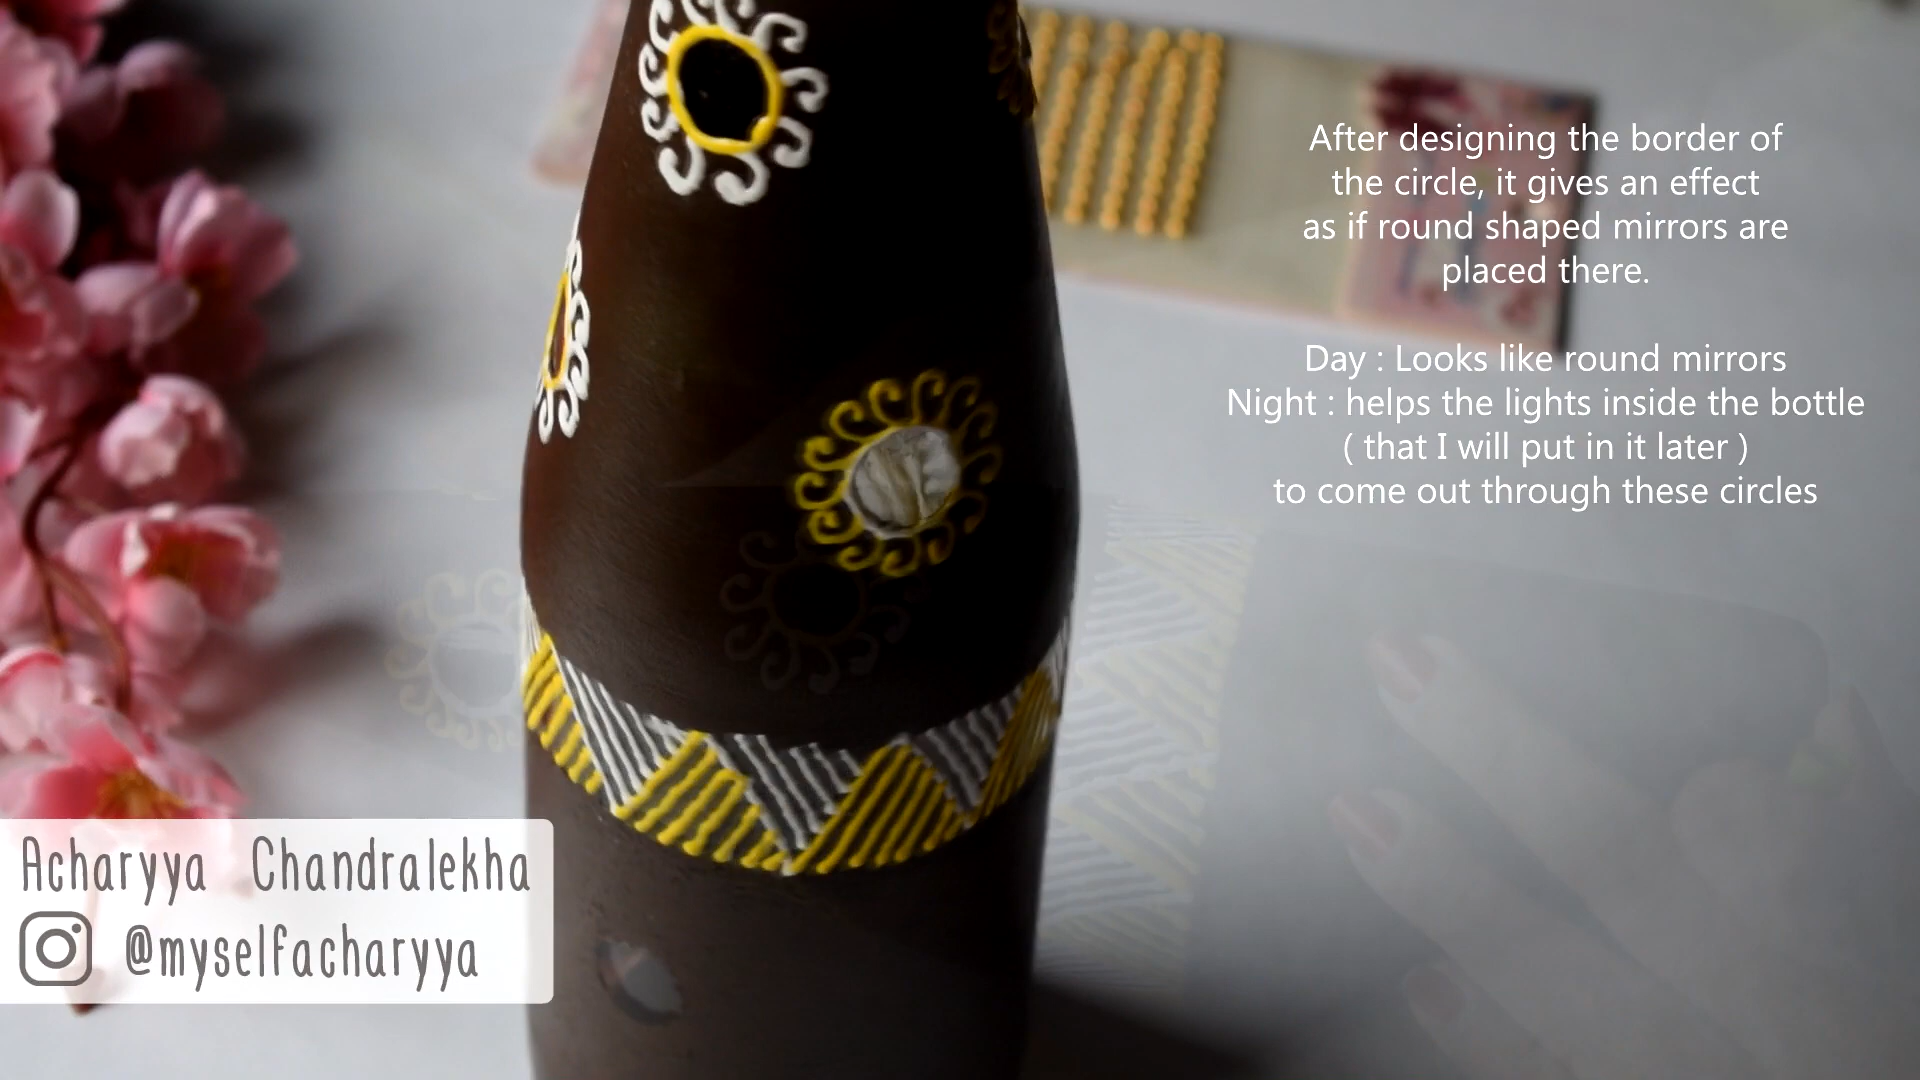 After designing the border of
the circle, it gives an effect
as if round shaped mirrors are
placed there.
Day : Looks like round mirrors
Night : helps the lights inside the bottle
( that I will put in it later )
to come out through these circles
Acharyya Chandralekha
@myselfacharyya